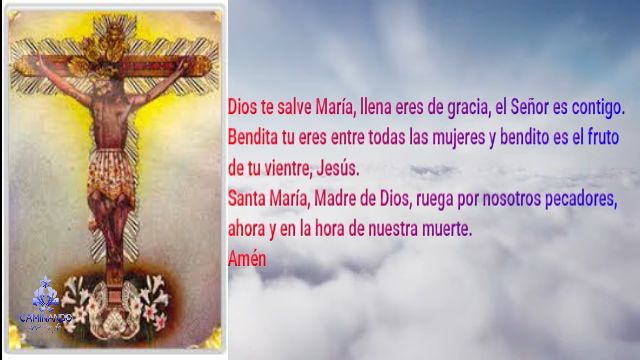 Dios te salve María, llena eres de gracia, el Señor es contigo.
Bendita tu eres entre todas las mujeres y bendito es el fruto
de tu vientre, Jesús.
Santa María, Madre de Dios, ruega por nosotros pecadores,
ahora y en la hora de nuestra muerte.
Amén
CAMINANDO